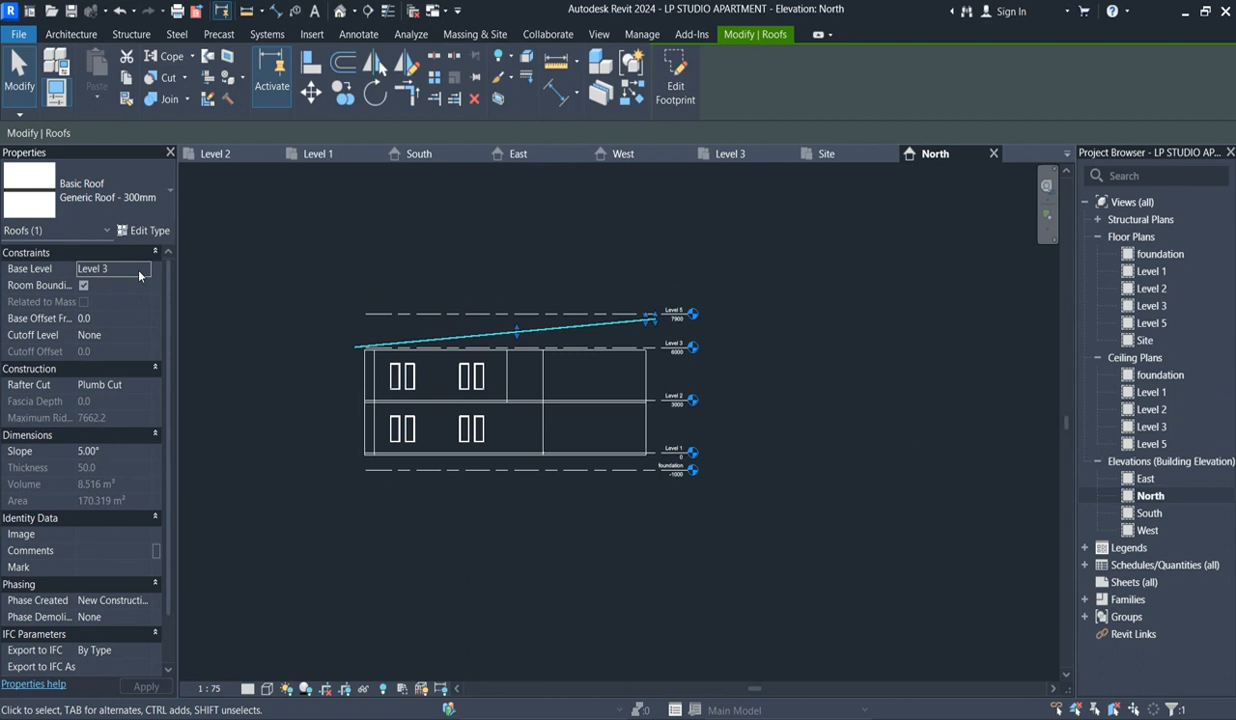 Autodesk Revit 2024 - LP STUDIO APARTMENT - Elevation: North
Sign In
File Architecture Structure Steel Precast Systems Insert Annotate Analyze Massing & Site Collaborate View Manage Add-Ins Modify | Roofs
Modify
Paste
Cope
Cut
Join
Activate
Edit
Footprint
Modify | Roofs
Properties
Level 2
Level 1
South
East
West
Level 3
Site
North
Project Browser - LP STUDIO AP...
Basic Roof
Generic Roof - 300mm
Roofs (1)
Edit Type
Constraints
Base Level Level 3
Room Boundi...
Related to Mass
Base Offset Fr... 0.0
Cutoff Level None
Cutoff Offset 0.0
Construction
Rafter Cut Plumb Cut
Fascia Depth 0.0
Maximum Rid... 7662.2
Dimensions
Slope 5.00°
Thickness 50.0
Volume 8.516 m³
Area 170.319 m²
Identity Data
Image
Comments
Mark
Phasing
Phase Created New Constructi...
Phase Demoli... None
IFC Parameters
Export to IFC By Type
Export to IFC As
Properties help
Apply
Level 5
7900
Level 3
6000
Level 2
3000
Level 1
0
foundation
-1000
Search
Views (all)
Structural Plans
Floor Plans
foundation
Level 1
Level 2
Level 3
Level 5
Site
Ceiling Plans
foundation
Level 1
Level 2
Level 3
Level 5
Elevations (Building Elevation)
East
North
South
West
Legends
Schedules/Quantities (all)
Sheets (all)
Families
Groups
Revit Links
1 : 75
Click to select, TAB for alternates, CTRL adds, SHIFT unselects.
:0
Main Model
:1